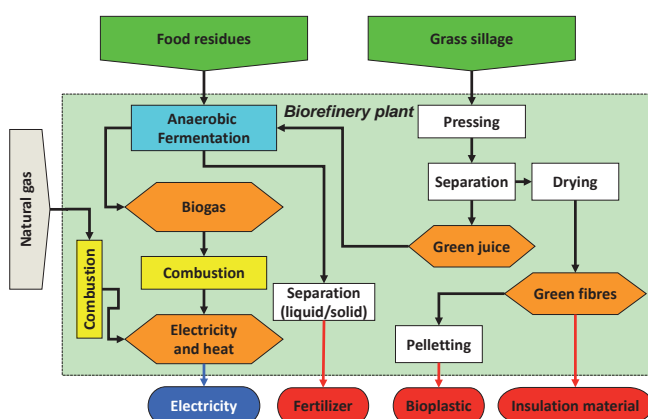 Food residues
Grass sillage
Biorefinery plant
Anaerobic
Fermentation
Pressing
Natural gas
Separation
Drying
Biogas
Green juice
Combustion
Combustion
Separation
(liquid/solid)
Green fibres
Electricity
and heat
Pelletting
Electricity
Fertilizer
Bioplastic
Insulation material